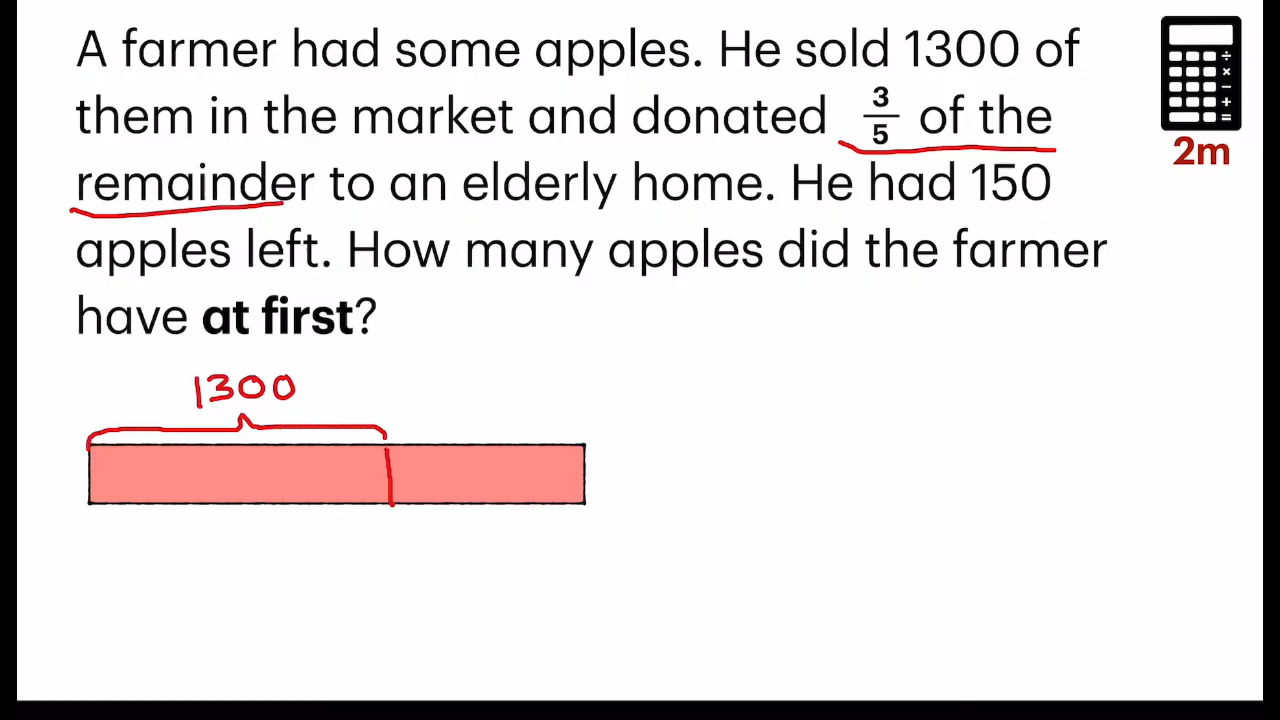 A farmer had some apples. He sold 1300 of
them in the market and donated 3/5 of the
remainder to an elderly home. He had 150
apples left. How many apples did the farmer
have at first?
÷
×
−
+
=
2m
1300